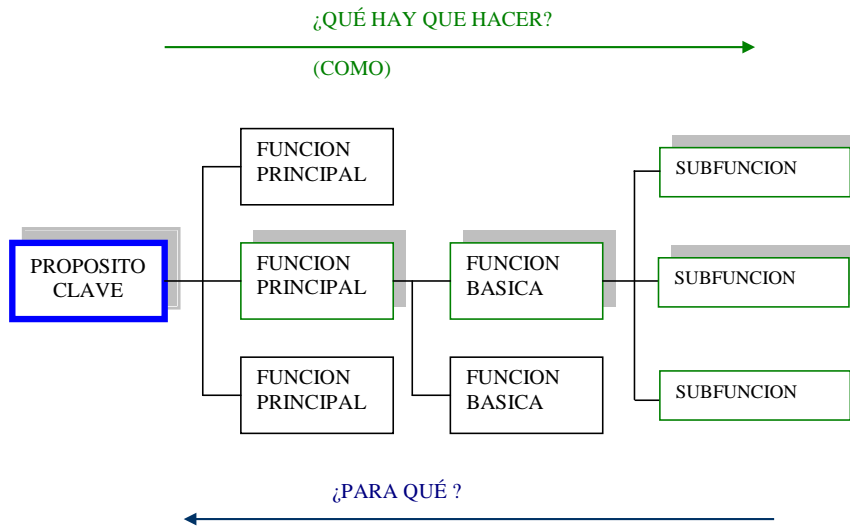 ¿QUÉ HAY QUE HACER?
(COMO)
FUNCION
PRINCIPAL
SUBFUNCION
PROPOSITO
CLAVE
FUNCION
PRINCIPAL
FUNCION
BASICA
SUBFUNCION
FUNCION
PRINCIPAL
FUNCION
BASICA
SUBFUNCION
¿PARA QUÉ ?